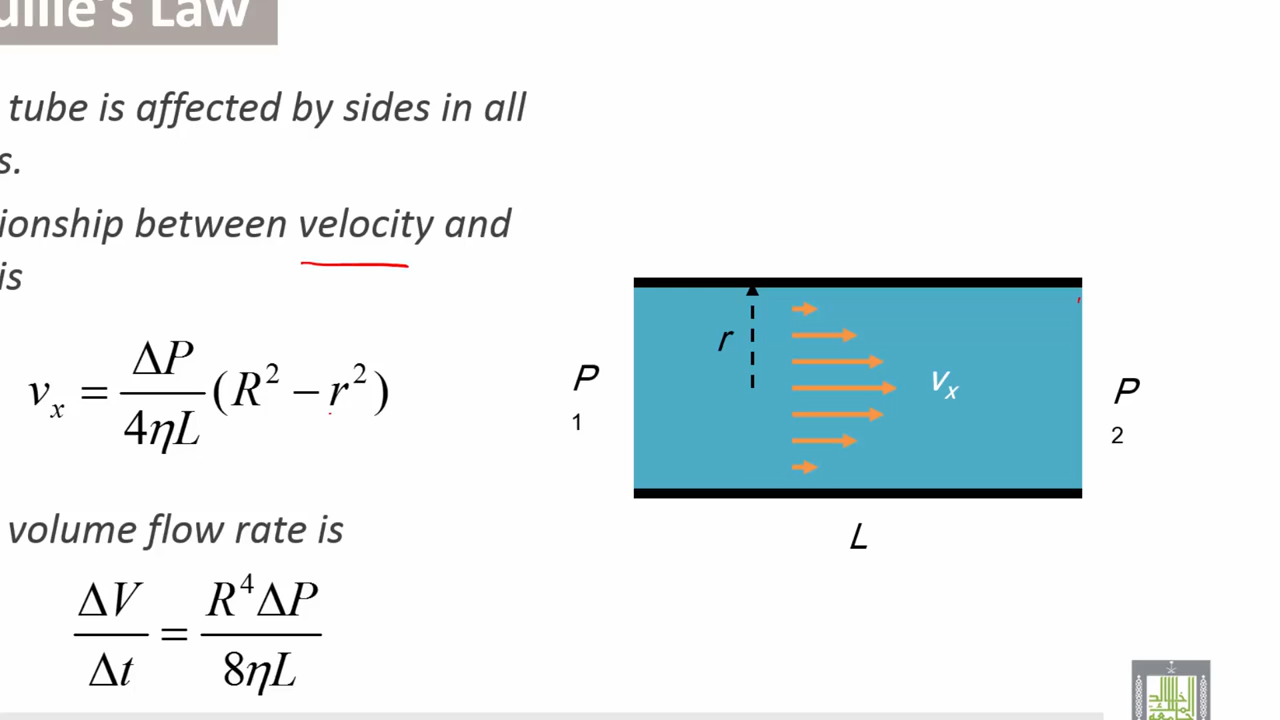 's Law
tube is affected by sides in all
s.
ionship between velocity and
is
v_x = ΔP/4ηL (R² − r²)
volume flow rate is
ΔV/Δt = R⁴ΔP/8ηL
r
v_x
P
1
P
2
L